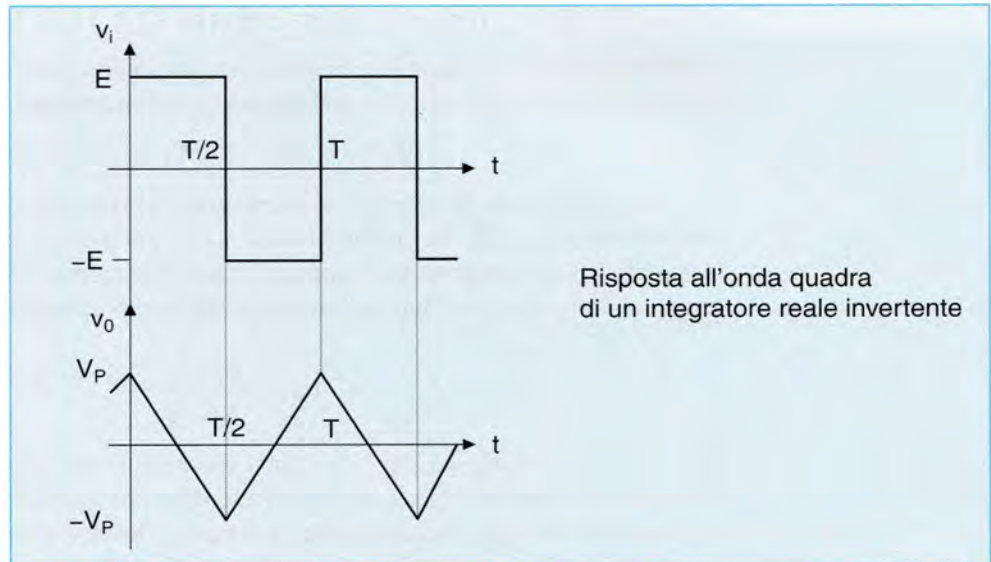 vi
E
T/2
T
t
−E
Risposta all'onda quadra
di un integratore reale invertente
v0
VP
T/2
T
t
−VP